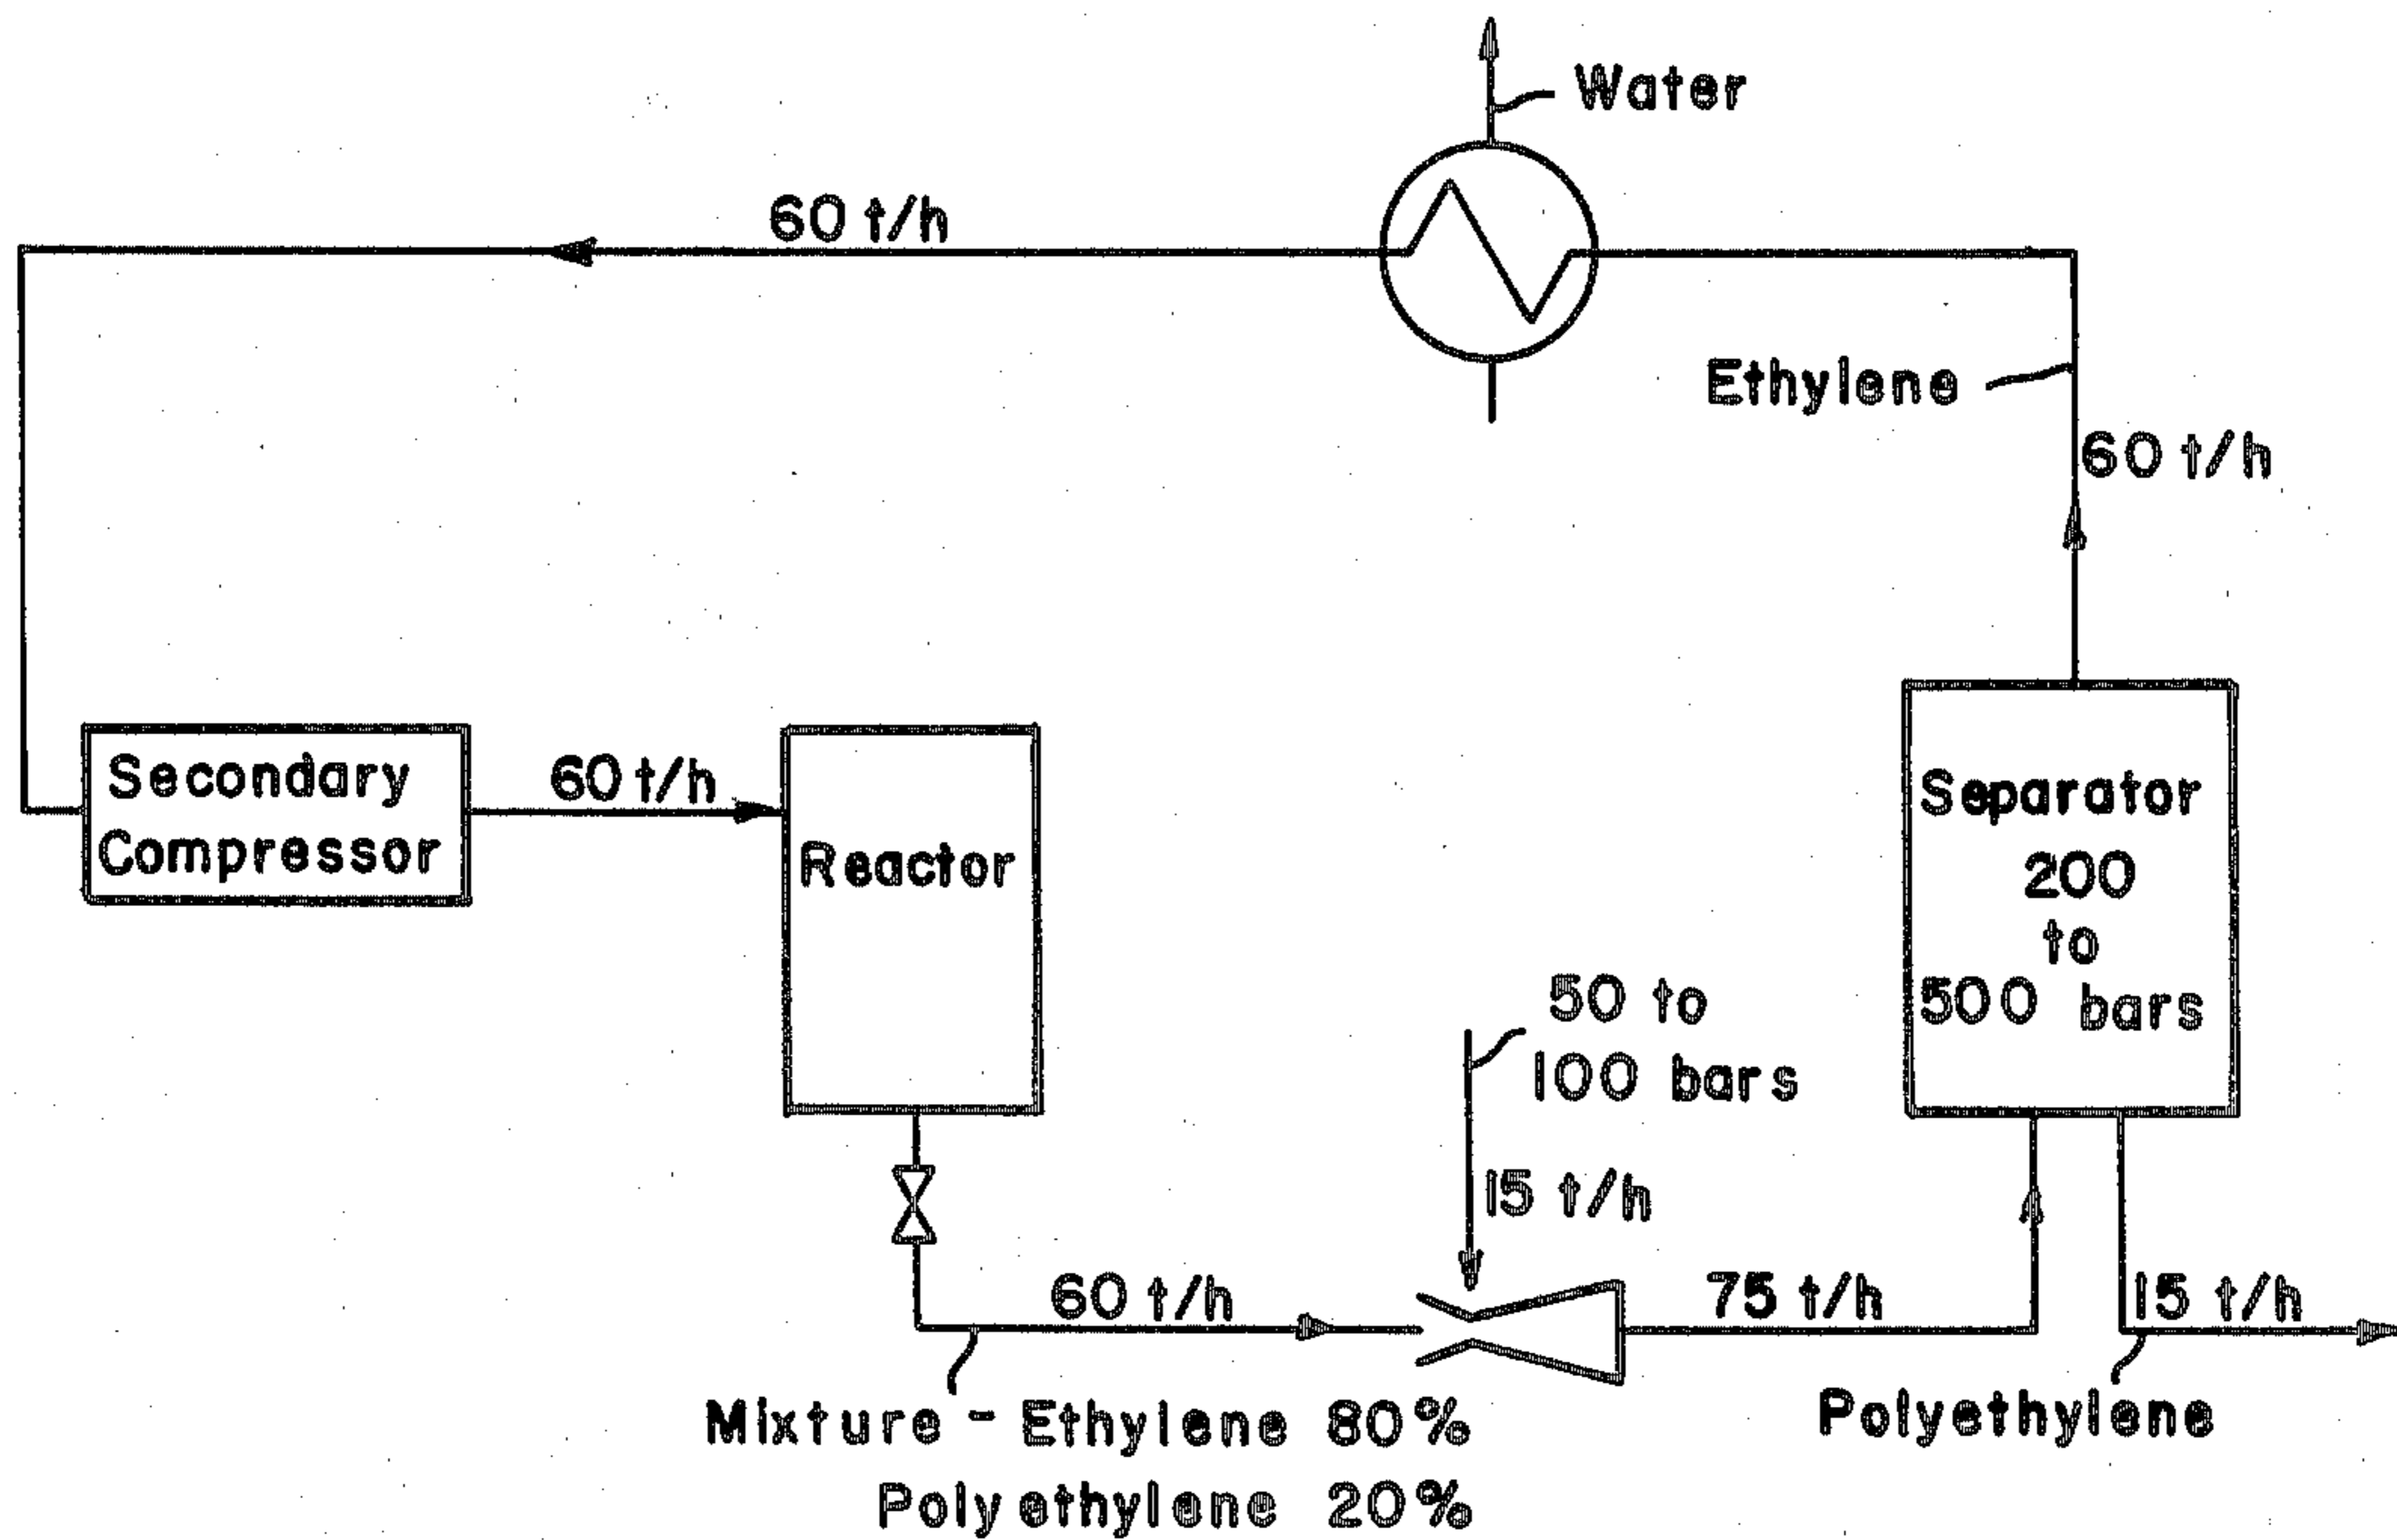 Water
60 t/h
Ethylene
60 t/h
Secondary
Compressor
60 t/h
Reactor
Separator
200
to
500 bars
50 to
100 bars
15 t/h
60 t/h
75 t/h
15 t/h
Mixture - Ethylene 80%
Polyethylene 20%
Polyethylene